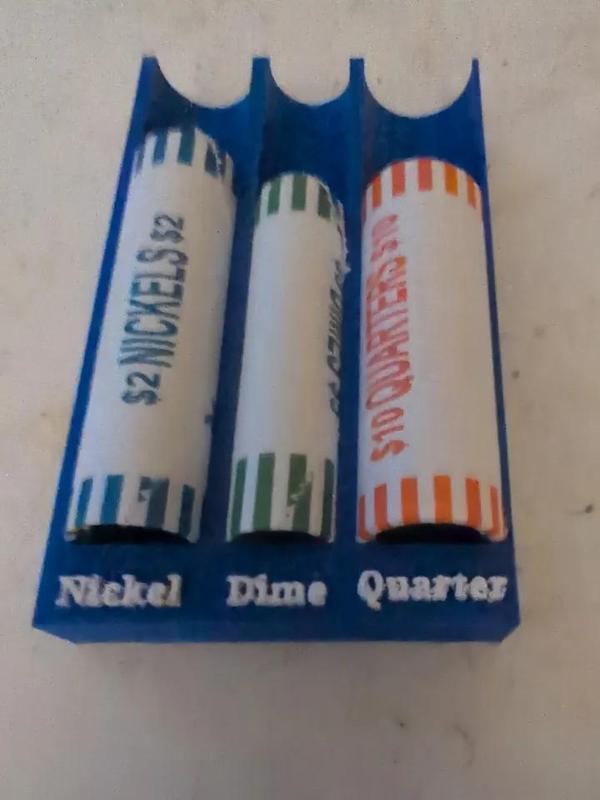 $2 NICKELS $2
$10 QUARTERS $10
Nickel Dime Quarter